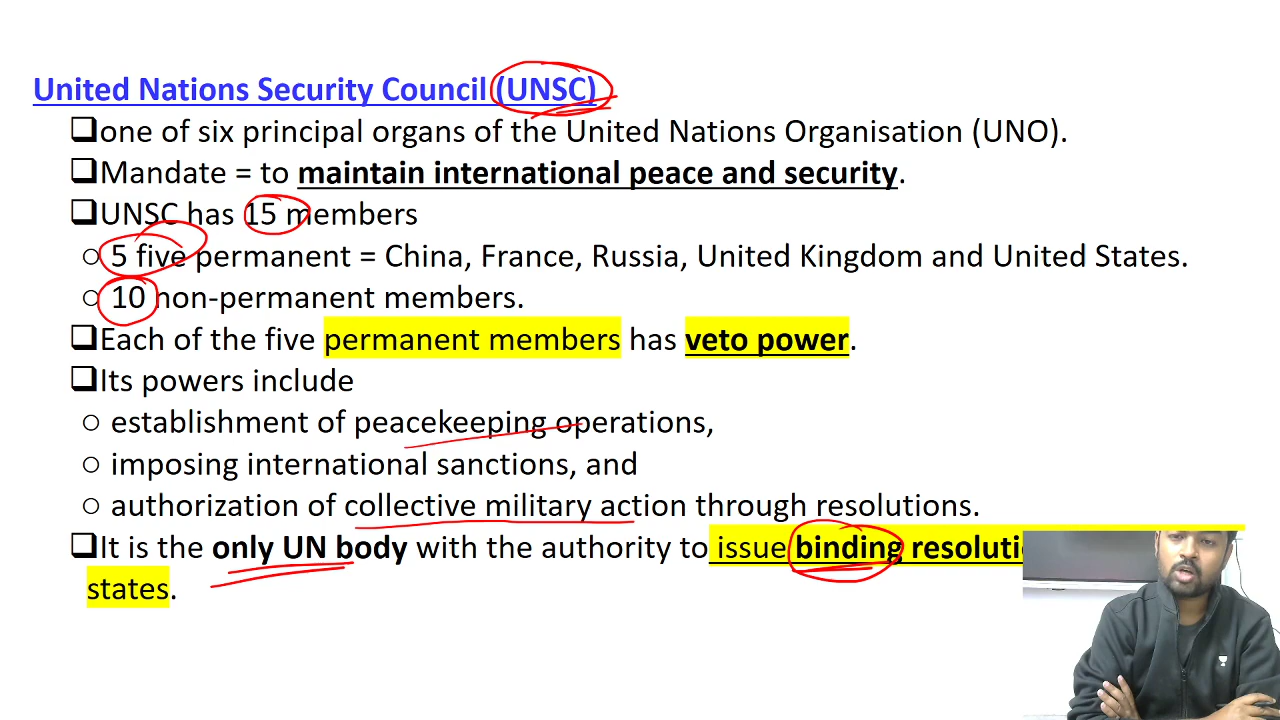 United Nations Security Council (UNSC)
❑one of six principal organs of the United Nations Organisation (UNO).
❑Mandate = to maintain international peace and security.
❑UNSC has 15 members
○ 5 five permanent = China, France, Russia, United Kingdom and United States.
○ 10 non-permanent members.
❑Each of the five permanent members has veto power.
❑Its powers include
○ establishment of peacekeeping operations,
○ imposing international sanctions, and
○ authorization of collective military action through resolutions.
❑It is the only UN body with the authority to issue binding
states.